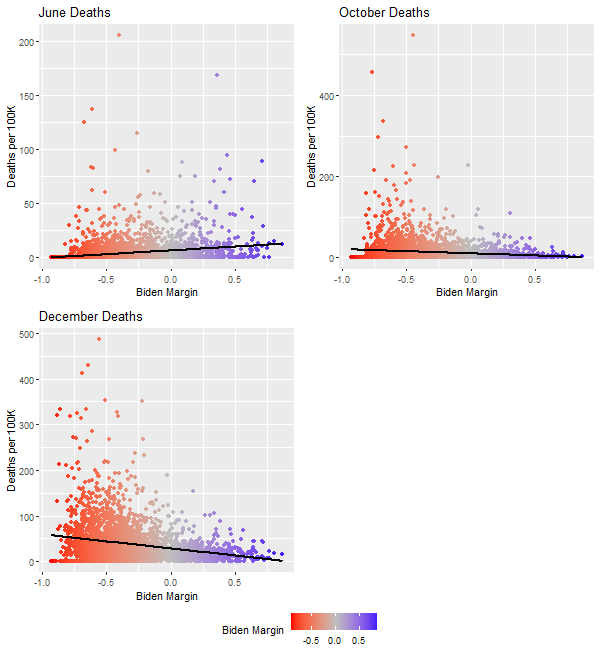 June Deaths
200
150
100
50
0
Deaths per 100K
-1.0 -0.5 0.0 0.5
Biden Margin
October Deaths
400
200
0
Deaths per 100K
-1.0 -0.5 0.0 0.5
Biden Margin
December Deaths
500
400
300
200
100
0
Deaths per 100K
-1.0 -0.5 0.0 0.5
Biden Margin
Biden Margin
-0.5 0.0 0.5